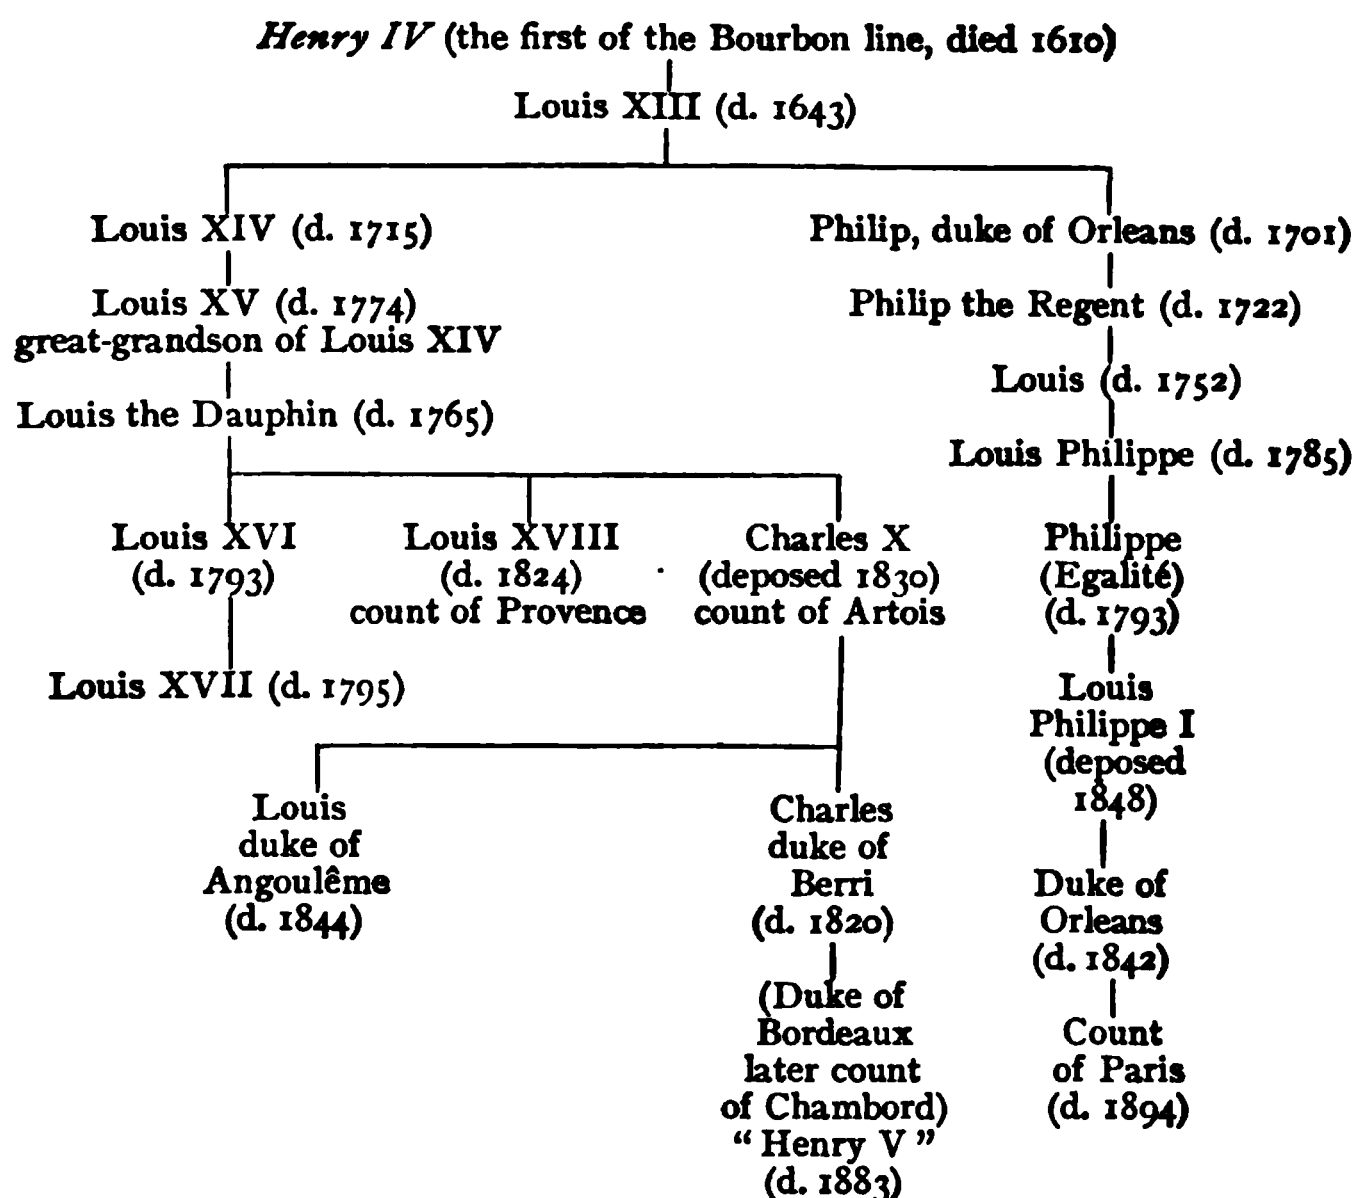 Henry IV (the first of the Bourbon line, died 1610)
Louis XIII (d. 1643)
Louis XIV (d. 1715)
Philip, duke of Orleans (d. 1701)
Louis XV (d. 1774)
great-grandson of Louis XIV
Philip the Regent (d. 1722)
Louis (d. 1752)
Louis the Dauphin (d. 1765)
Louis Philippe (d. 1785)
Louis XVI
(d. 1793)
Louis XVIII
(d. 1824)
count of Provence
Charles X
(deposed 1830)
count of Artois
Philippe
(Egalité)
(d. 1793)
Louis XVII (d. 1795)
Louis
Philippe I
(deposed
1848)
Louis
duke of
Angoulême
(d. 1844)
Charles
duke of
Berri
(d. 1820)
Duke of
Orleans
(d. 1842)
(Duke of
Bordeaux
later count
of Chambord)
“ Henry V ”
(d. 1883)
Count
of Paris
(d. 1894)